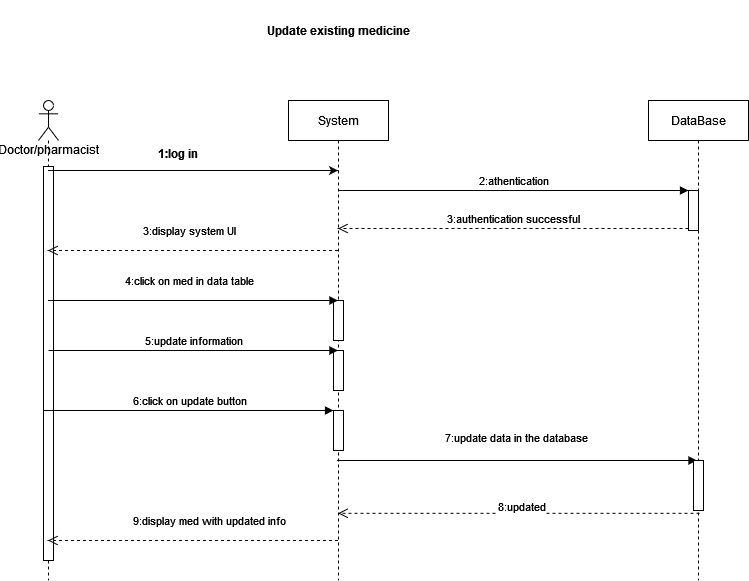 Update existing medicine
System
DataBase
Doctor/pharmacist
1:log in
2:athentication
3:authentication successful
3:display system UI
4:click on med in data table
5:update information
6:click on update button
7:update data in the database
8:updated
9:display med with updated info